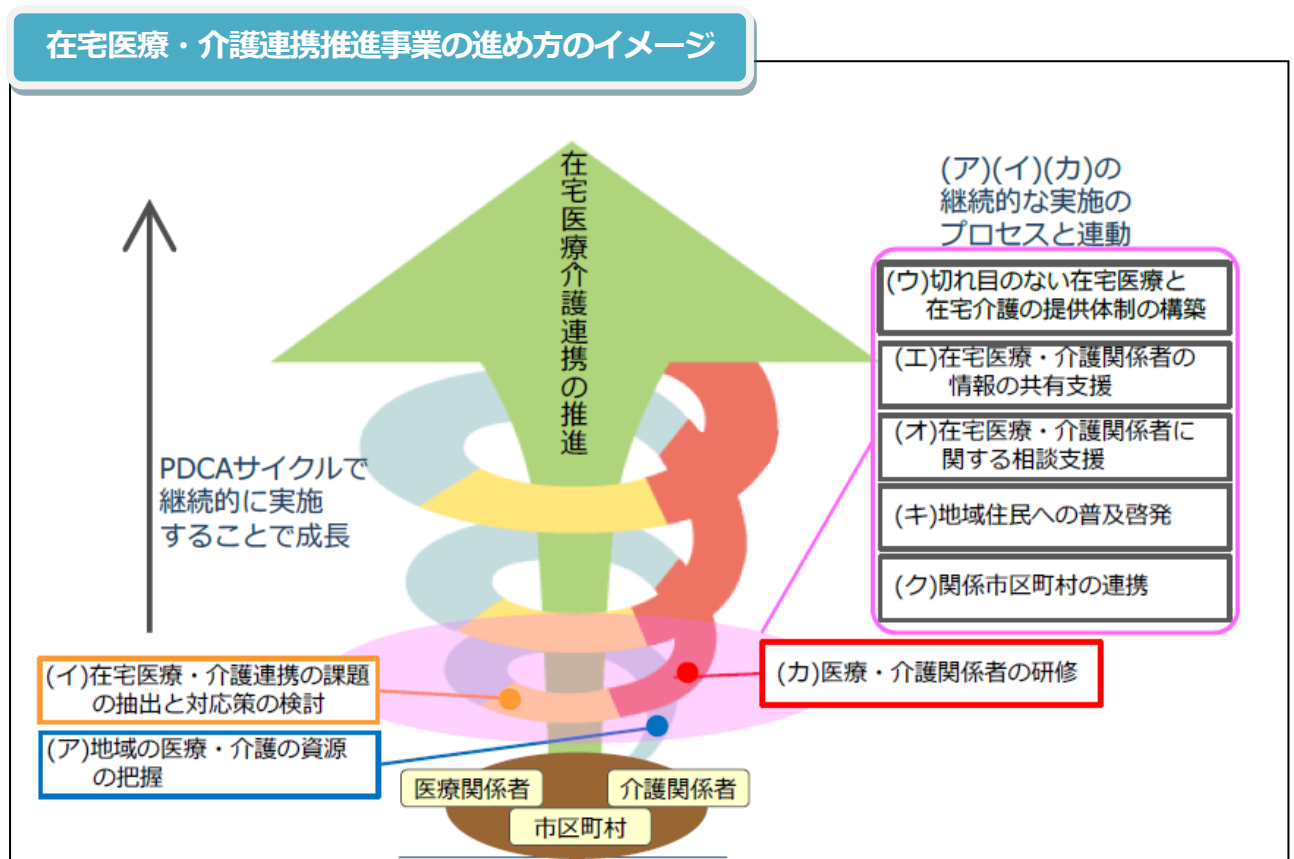 在宅医療・介護連携推進事業の進め方のイメージ
在宅医療介護連携の推進
(ア)(イ)(カ)の
継続的な実施の
プロセスと連動
(ウ)切れ目のない在宅医療と
在宅介護の提供体制の構築
(エ)在宅医療・介護関係者の
情報の共有支援
(オ)在宅医療・介護関係者に
関する相談支援
(キ)地域住民への普及啓発
(ク)関係市区町村の連携
PDCAサイクルで
継続的に実施
することで成長
(イ)在宅医療・介護連携の課題
の抽出と対応策の検討
(カ)医療・介護関係者の研修
(ア)地域の医療・介護の資源
の把握
医療関係者
介護関係者
市区町村